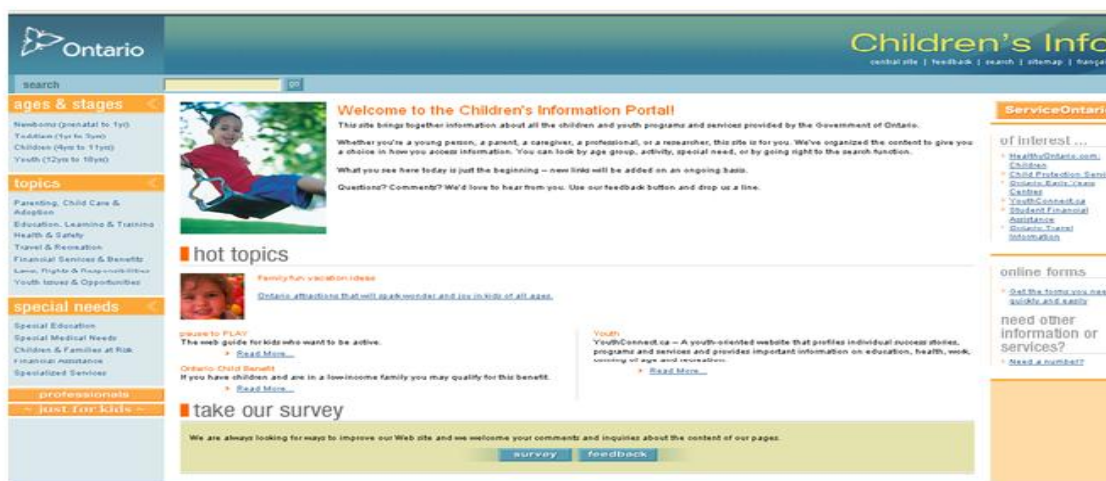 Ontario
Children's Info
central site | feedback | search | sitemap | frança
search
go
ages & stages
Newborns (prenatal to 1yr)
Toddlers (1yr to 3yrs)
Children (4yrs to 11yrs)
Youth (12yrs to 18yrs)
topics
Parenting, Child Care &
Adoption
Education, Learning & Training
Health & Safety
Travel & Recreation
Financial Services & Benefits
Laws, Rights & Responsibilities
Youth Issues & Opportunities
special needs
Special Education
Special Medical Needs
Children & Families at Risk
Financial Assistance
Specialized Services
professionals
~ just for kids ~
Welcome to the Children's Information Portal!
This site brings together information about all the children and youth programs and services provided by the Government of Ontario.
Whether you're a young person, a parent, a caregiver, a professional, or a researcher, this site is for you. We've organized the content to give you
a choice in how you access information. You can look by age group, activity, special need, or by going right to the search function.
What you see here today is just the beginning – new links will be added on an ongoing basis.
Questions? Comments? We'd love to hear from you. Use our feedback button and drop us a line.
hot topics
Family fun vacation ideas
Ontario attractions that will spark wonder and joy in kids of all ages.
pause to PLAY
The web guide for kids who want to be active.
Read More...
Ontario Child Benefit
If you have children and are in a low-income family you may qualify for this benefit.
Read More...
Youth
YouthConnect.ca – A youth-oriented website that profiles individual success stories,
programs and services and provides important information on education, health, work,
coming of age and recreation.
Read More...
take our survey
We are always looking for ways to improve our Web site and we welcome your comments and inquiries about the content of our pages.
survey
feedback
ServiceOntario
of interest ...
HealthyOntario.com:
Children
Child Protection Servi
Ontario Early Years
Centres
YouthConnect.ca
Student Financial
Assistance
Ontario Travel
Information
online forms
Get the forms you nee
quickly and easily
need other
information or
services?
Need a number?